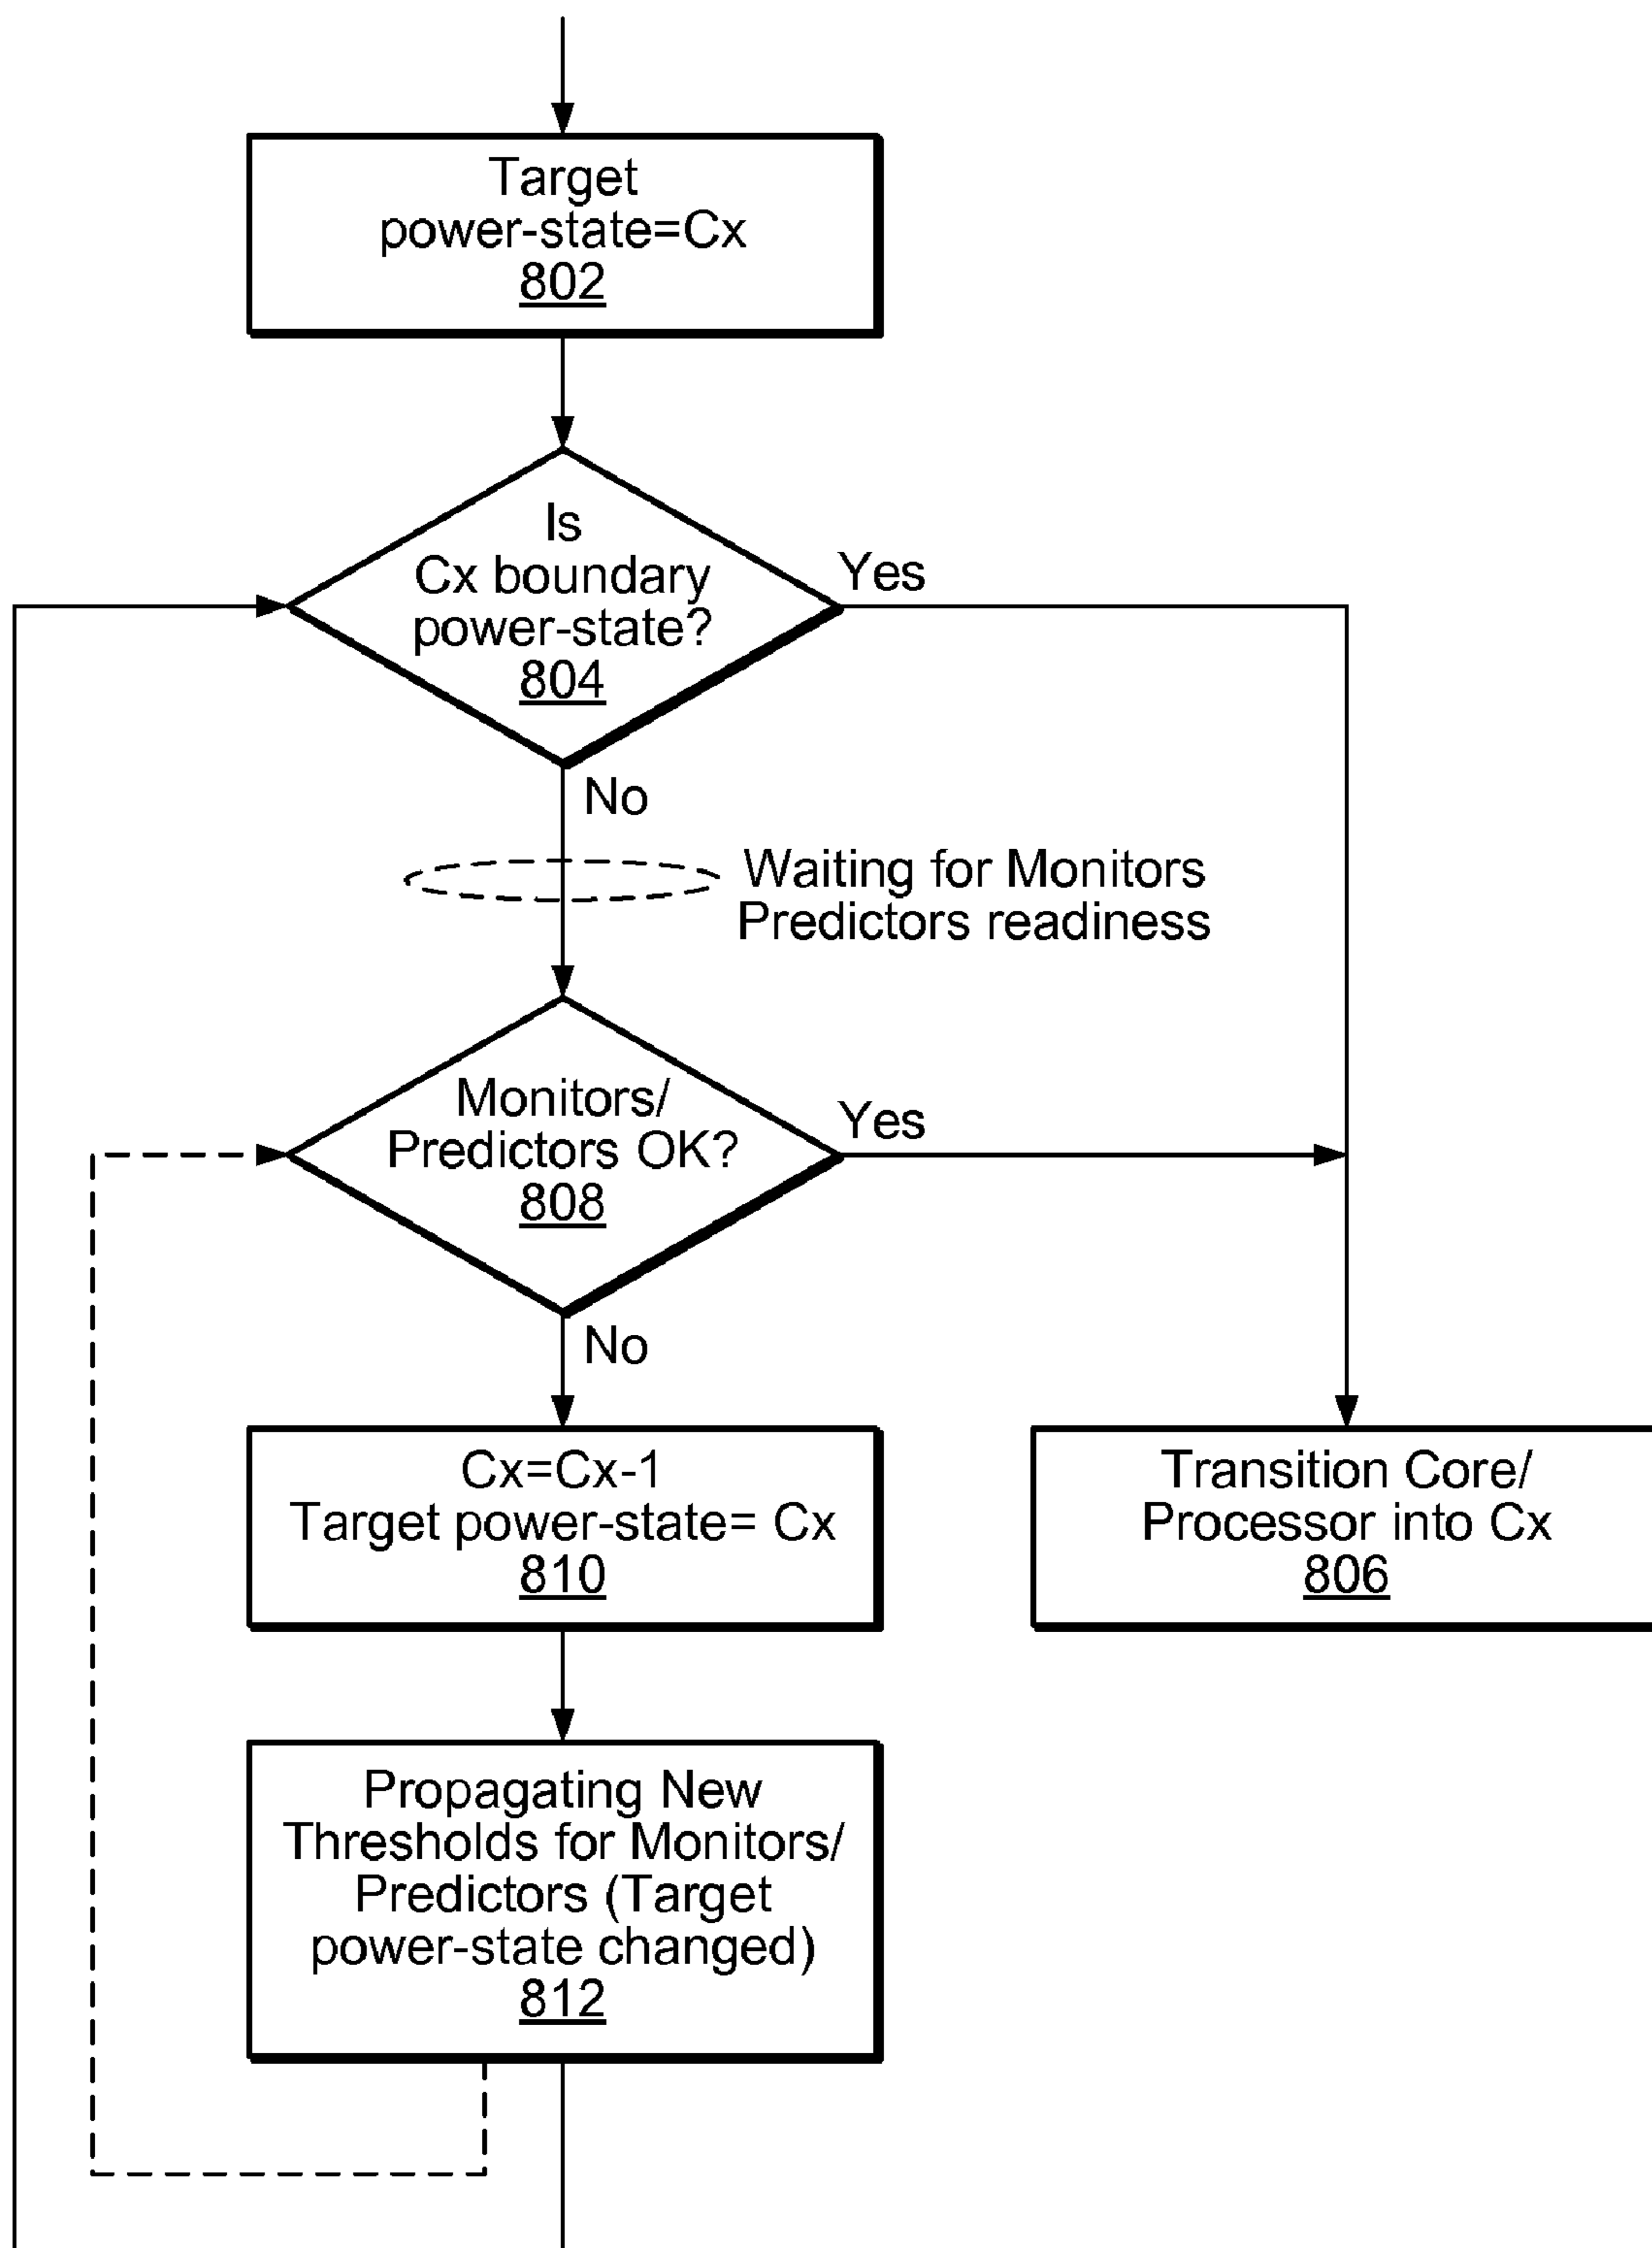 Target
power-state=Cx
802
Is
Cx boundary
power-state?
804
Yes
No
Waiting for Monitors
Predictors readiness
Monitors/
Predictors OK?
808
Yes
No
Cx=Cx-1
Target power-state= Cx
810
Transition Core/
Processor into Cx
806
Propagating New
Thresholds for Monitors/
Predictors (Target
power-state changed)
812